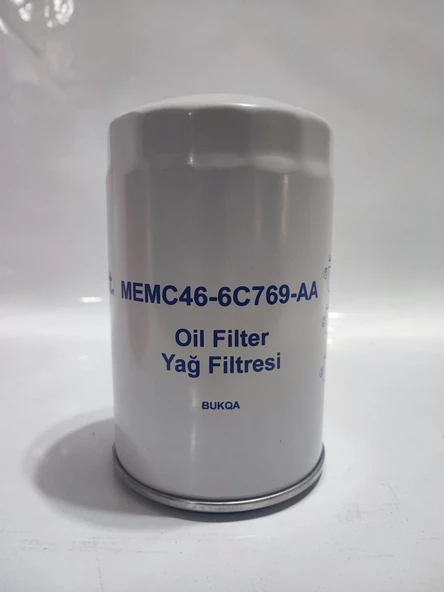 MEMC46-6C769-AA
Oil Filter
Yağ Filtresi
BUKQA